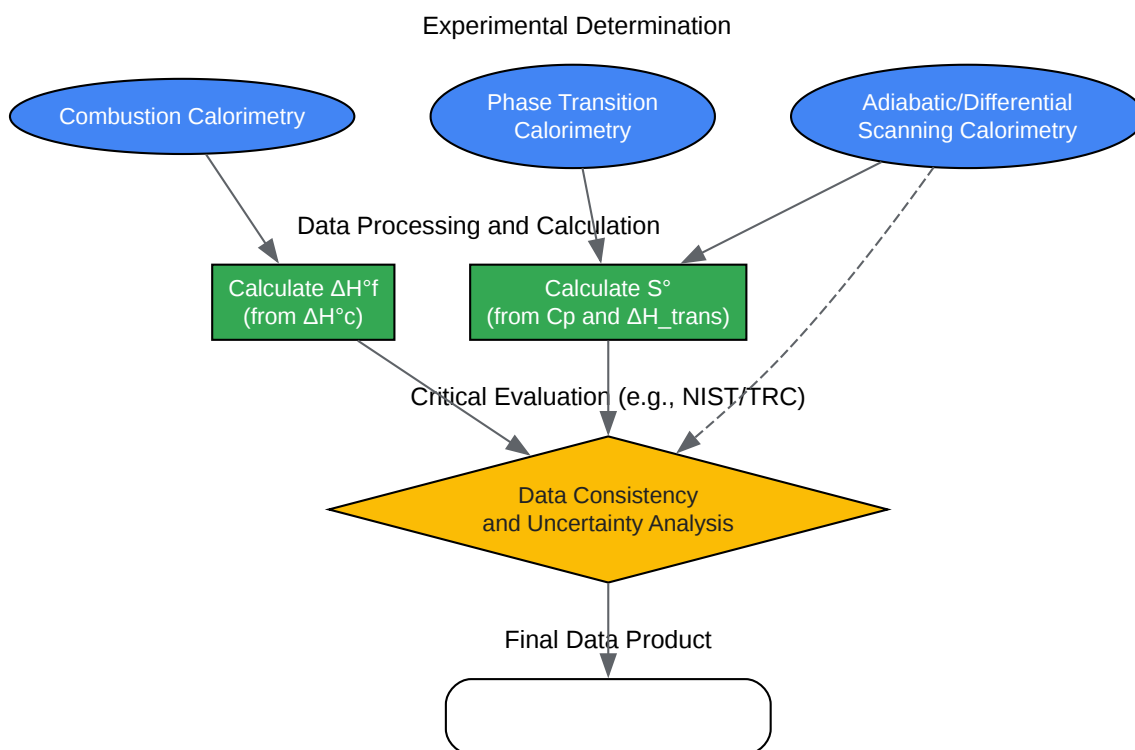 Experimental Determination
Combustion Calorimetry
Phase Transition
Calorimetry
Adiabatic/Differential
Scanning Calorimetry
Data Processing and Calculation
Calculate ΔH°f
(from ΔH°c)
Calculate S°
(from Cp and ΔH_trans)
Critical Evaluation (e.g., NIST/TRC)
Data Consistency
and Uncertainty Analysis
Final Data Product